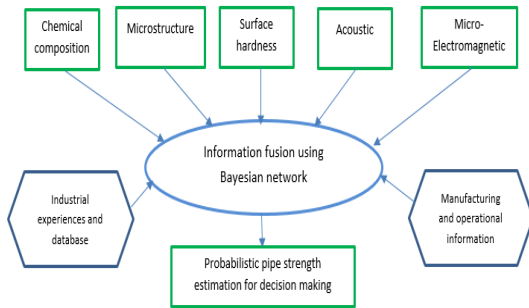 Chemical
composition
Microstructure
Surface
hardness
Acoustic
Micro-
Electromagnetic
Information fusion using
Bayesian network
Industrial
experiences and
database
Manufacturing
and operational
information
Probabilistic pipe strength
estimation for decision making